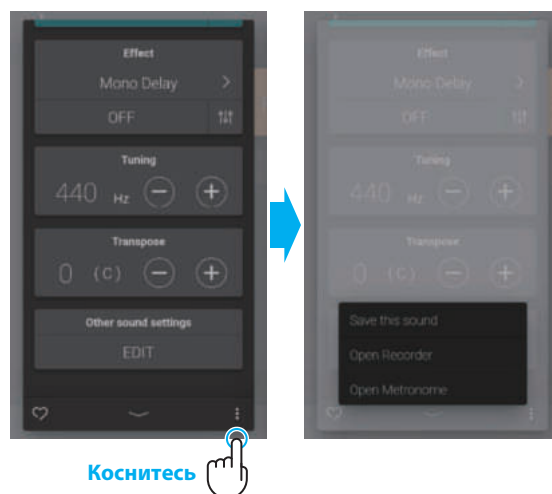 Effect
Mono Delay
OFF
Tuning
440 Hz
Transpose
0 (C)
Other sound settings
EDIT
Коснитесь
Effect
Mono Delay
OFF
Tuning
440 Hz
Transpose
0 (C)
Save this sound
Open Recorder
Open Metronome